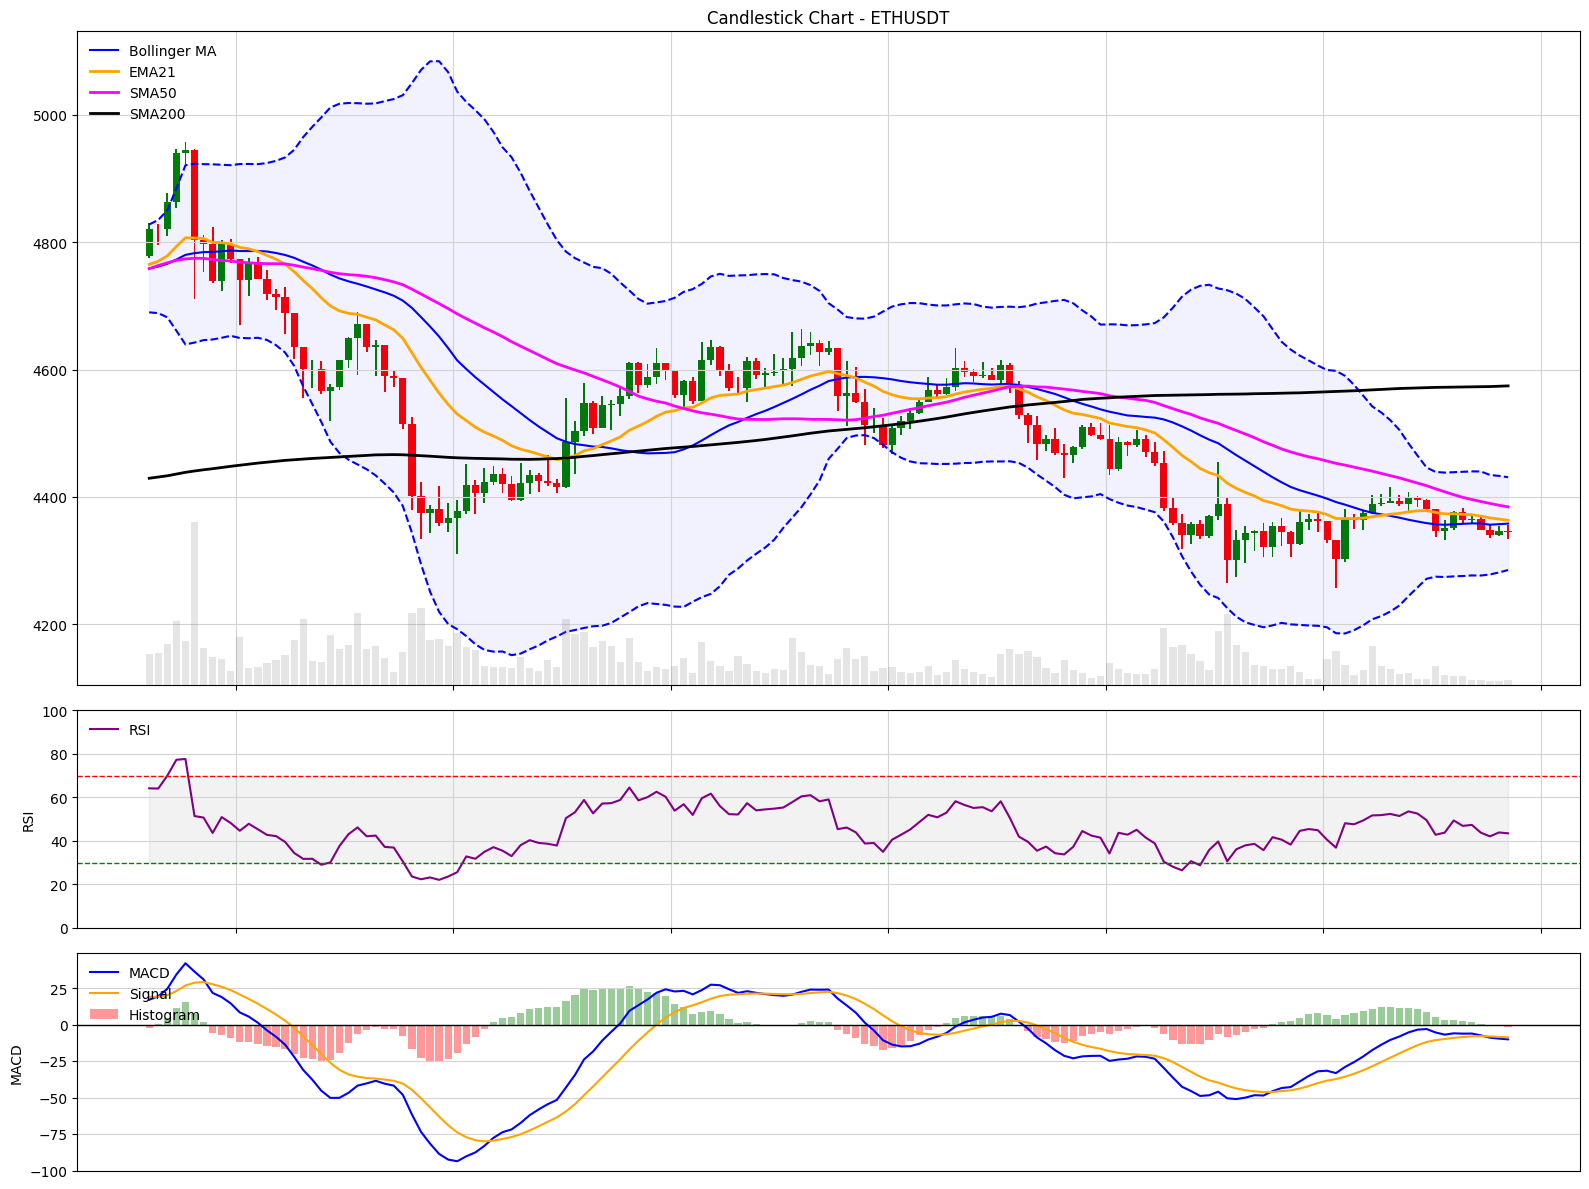 Candlestick Chart - ETHUSDT
Bollinger MA
EMA21
SMA50
SMA200
5000
4800
4600
4400
4200
RSI
100
80
60
40
20
0
RSI
MACD
Signal
Histogram
25
0
−25
−50
−75
−100
MACD